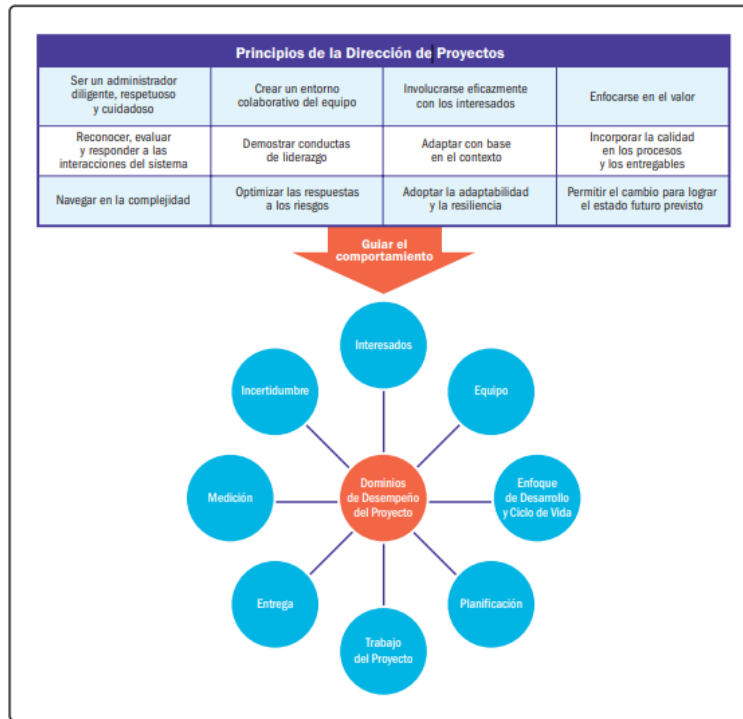 Principios de la Dirección de Proyectos
Ser un administrador
diligente, respetuoso
y cuidadoso
Crear un entorno
colaborativo del equipo
Involucrarse eficazmente
con los interesados
Enfocarse en el valor
Reconocer, evaluar
y responder a las
interacciones del sistema
Demostrar conductas
de liderazgo
Adaptar con base
en el contexto
Incorporar la calidad
en los procesos
y los entregables
Navegar en la complejidad
Optimizar las respuestas
a los riesgos
Adoptar la adaptabilidad
y la resiliencia
Permitir el cambio para lograr
el estado futuro previsto
Guiar el
comportamiento
Interesados
Incertidumbre
Equipo
Medición
Dominios
de Desempeño
del Proyecto
Enfoque
de Desarrollo
y Ciclo de Vida
Entrega
Planificación
Trabajo
del Proyecto